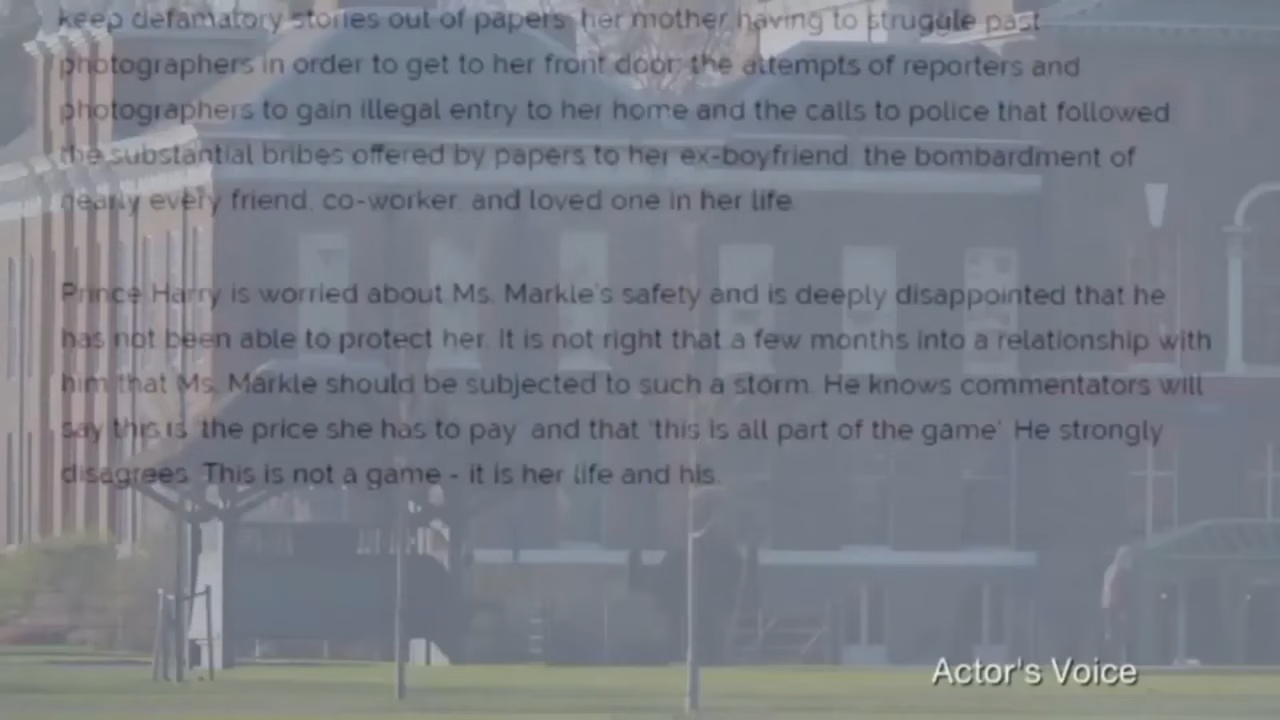 keep defamatory stories out of papers; her mother having to struggle past
photographers in order to get to her front door; the attempts of reporters and
photographers to gain illegal entry to her home and the calls to police that followed
the substantial bribes offered by papers to her ex-boyfriend the bombardment of
nearly every friend, co-worker, and loved one in her life.
Prince Harry is worried about Ms. Markle's safety and is deeply disappointed that he
has not been able to protect her. It is not right that a few months into a relationship with
him that Ms. Markle should be subjected to such a storm. He knows commentators will
say this is 'the price she has to pay' and that 'this is all part of the game'. He strongly
disagrees. This is not a game - it is her life and his.
Actor's Voice